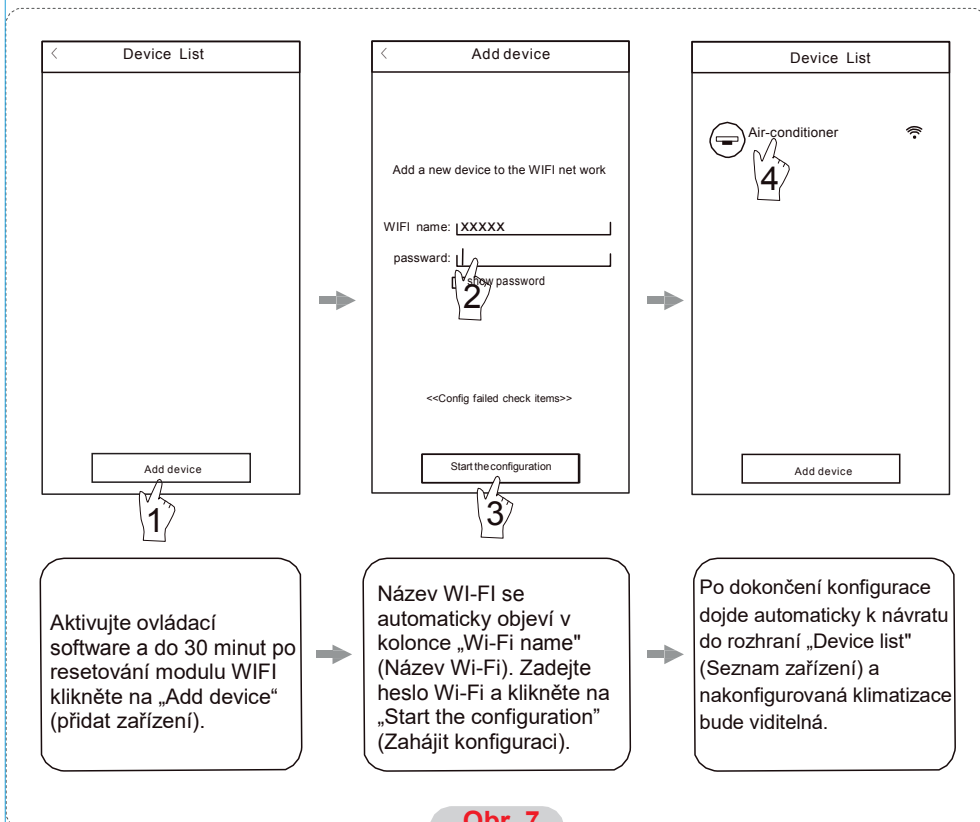 Device List
Add device
1
Add device
Add a new device to the WIFI net work
WIFI name: XXXXX
passward:
show password
2
<<Config failed check items>>
Start the configuration
3
Device List
Air-conditioner
4
Add device
Aktivujte ovládací
software a do 30 minut po
resetování modulu WIFI
klikněte na „Add device“
(přidat zařízení).
Název WI-FI se
automaticky objeví v
kolonce „Wi-Fi name"
(Název Wi-Fi). Zadejte
heslo Wi-Fi a klikněte na
„Start the configuration”
(Zahájit konfiguraci).
Po dokončení konfigurace
dojde automaticky k návratu
do rozhraní „Device list"
(Seznam zařízení) a
nakonfigurovaná klimatizace
bude viditelná.
Obr. 7